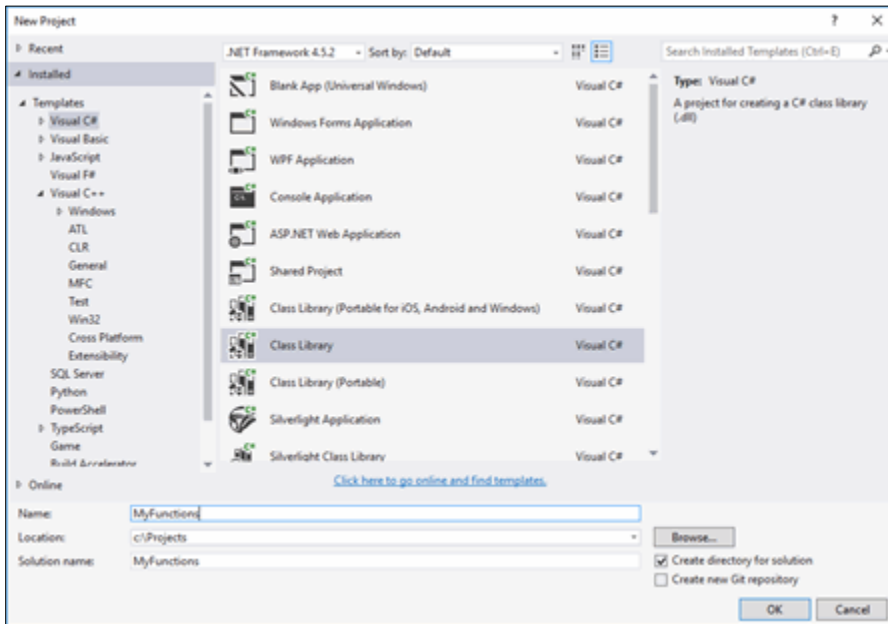 New Project
Recent
Installed
Templates
Visual C#
Visual Basic
JavaScript
Visual F#
Visual C++
Windows
ATL
CLR
General
MFC
Test
Win32
Cross Platform
Extensibility
SQL Server
Python
PowerShell
TypeScript
Game
Build Accelerator
Online
.NET Framework 4.5.2 Sort by: Default
Blank App (Universal Windows) Visual C#
Windows Forms Application Visual C#
WPF Application Visual C#
Console Application Visual C#
ASP.NET Web Application Visual C#
Shared Project Visual C#
Class Library (Portable for iOS, Android and Windows) Visual C#
Class Library Visual C#
Class Library (Portable) Visual C#
Silverlight Application Visual C#
Silverlight Class Library Visual C#
Click here to go online and find templates.
Search Installed Templates (Ctrl+E)
Type: Visual C#
A project for creating a C# class library
(.dll)
Name: MyFunctions
Location: c:\Projects Browse...
Solution name: MyFunctions
Create directory for solution
Create new Git repository
OK Cancel